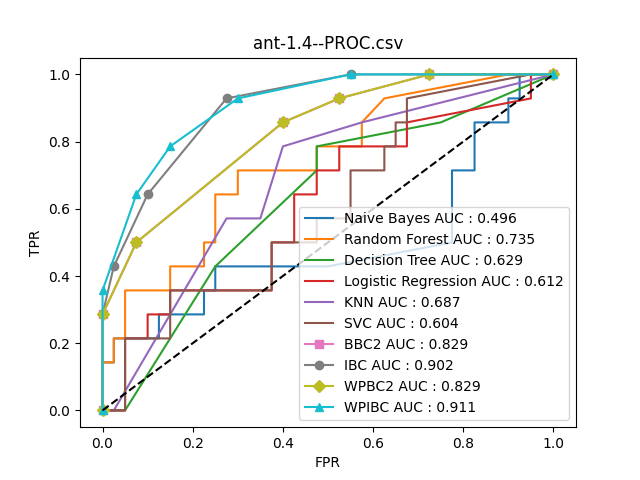 ant-1.4--PROC.csv
1.0
0.8
0.6
0.4
0.2
0.0
TPR
Naive Bayes AUC : 0.496
Random Forest AUC : 0.735
Decision Tree AUC : 0.629
Logistic Regression AUC : 0.612
KNN AUC : 0.687
SVC AUC : 0.604
BBC2 AUC : 0.829
IBC AUC : 0.902
WPBC2 AUC : 0.829
WPIBC AUC : 0.911
0.0 0.2 0.4 0.6 0.8 1.0
FPR